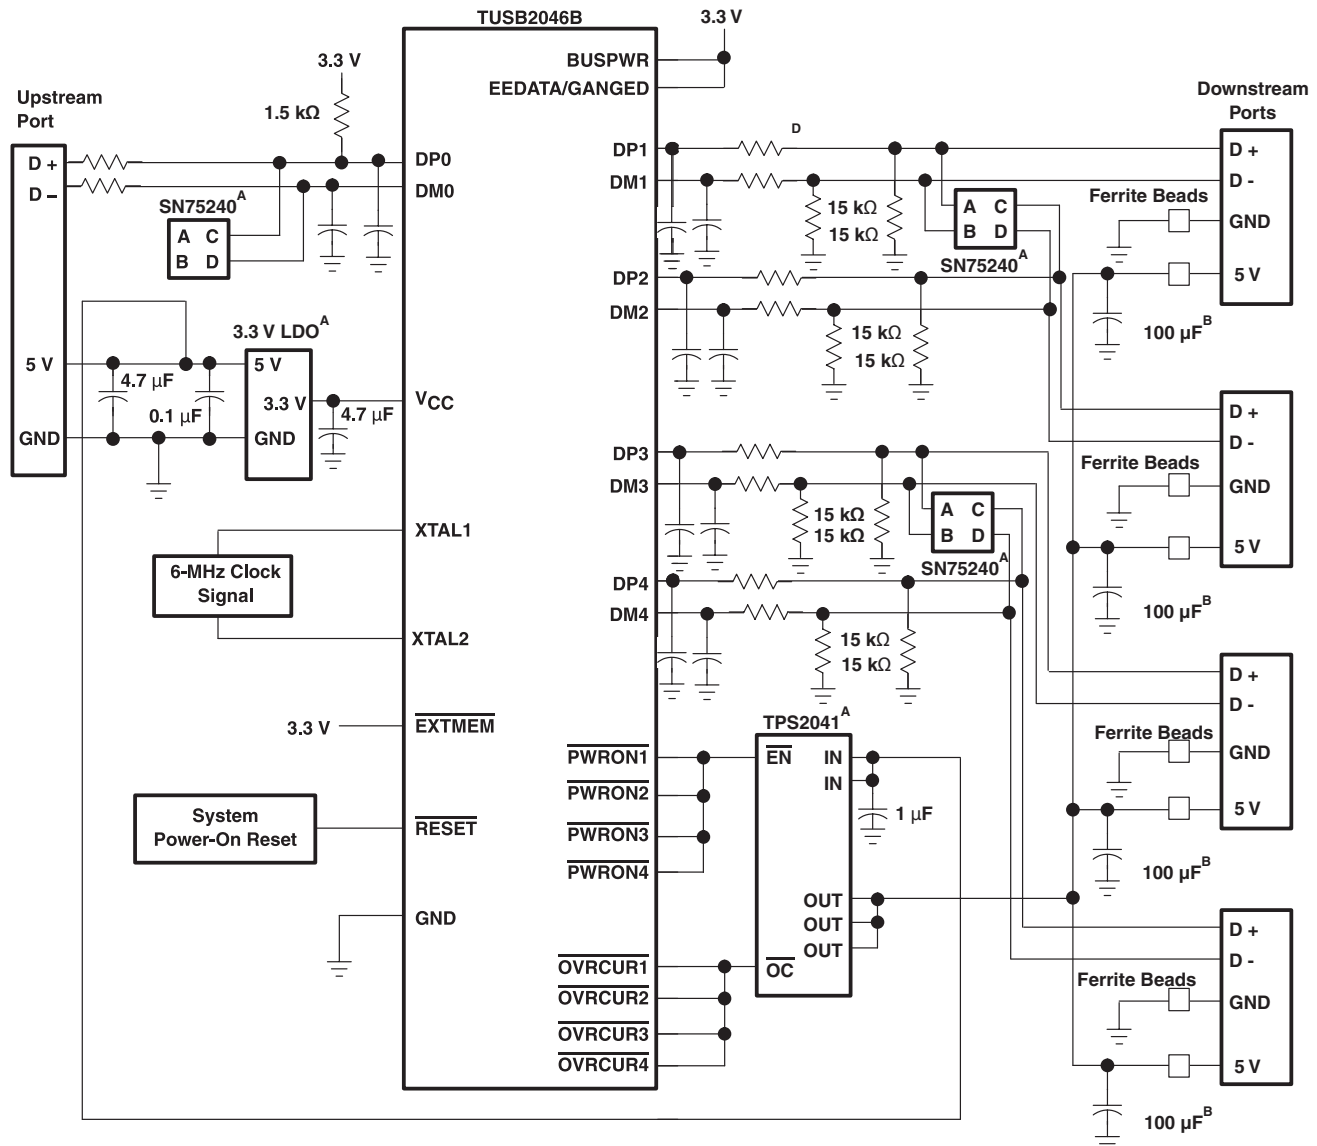 TUSB2046B
3.3 V
BUSPWR
EEDATA/GANGED
3.3 V
1.5 kΩ
Upstream
Port
D +
D –
DP0
DM0
SN75240A
A C
B D
3.3 V LDOA
5 V
4.7 μF
0.1 μF
GND
5 V
3.3 V
GND
4.7 μF
VCC
XTAL1
6-MHz Clock
Signal
XTAL2
3.3 V
EXTMEM
System
Power-On Reset
RESET
GND
D
DP1
DM1
15 kΩ
15 kΩ
A C
B D
SN75240A
DP2
DM2
15 kΩ
15 kΩ
DP3
DM3
15 kΩ
15 kΩ
A C
B D
SN75240A
DP4
DM4
15 kΩ
15 kΩ
PWRON1
PWRON2
PWRON3
PWRON4
OVRCUR1
OVRCUR2
OVRCUR3
OVRCUR4
TPS2041A
EN
IN
IN
1 μF
OUT
OUT
OUT
OC
Downstream
Ports
D +
D -
Ferrite Beads
GND
5 V
100 µFB
D +
D -
Ferrite Beads
GND
5 V
100 µFB
D +
D -
Ferrite Beads
GND
5 V
100 µFB
D +
D -
Ferrite Beads
GND
5 V
100 µFB